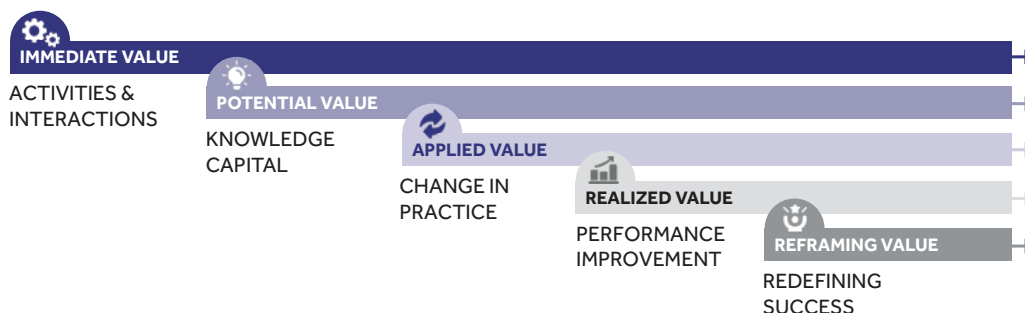 IMMEDIATE VALUE
ACTIVITIES &
INTERACTIONS
POTENTIAL VALUE
KNOWLEDGE
CAPITAL
APPLIED VALUE
CHANGE IN
PRACTICE
REALIZED VALUE
PERFORMANCE
IMPROVEMENT
REFRAMING VALUE
REDEFINING
SUCCESS